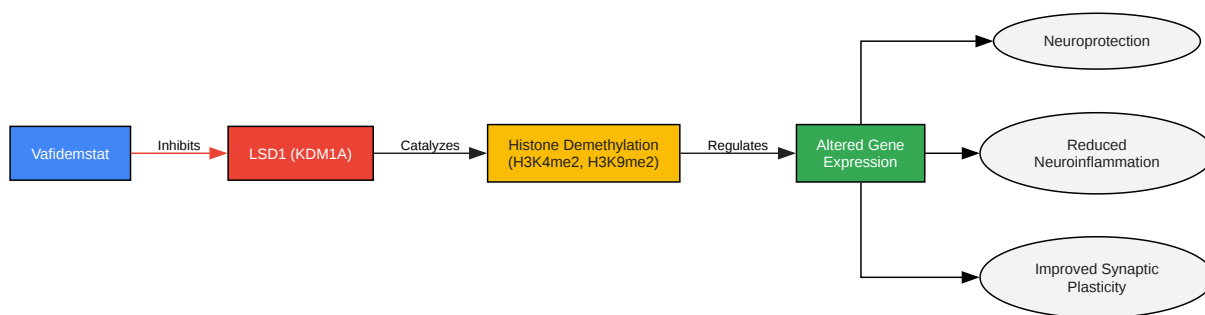 Neuroprotection
Vafidemstat
Inhibits
LSD1 (KDM1A)
Catalyzes
Histone Demethylation
(H3K4me2, H3K9me2)
Regulates
Altered Gene
Expression
Reduced
Neuroinflammation
Improved Synaptic
Plasticity